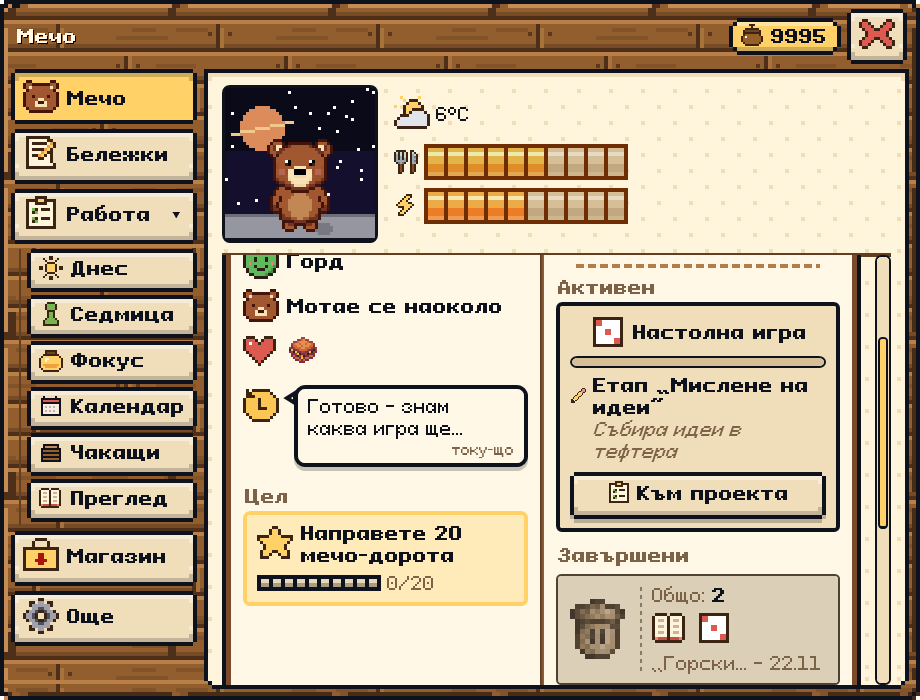 Мечо
9995
Мечо
Бележки
Работа
Днес
Седмица
Фокус
Календар
Чакащи
Преглед
Магазин
Още
6°C
Горд
Мотае се наоколо
Готово – знам
каква игра ще...
току-що
Цел
Направете 20
мечо-дорота
0/20
Активен
Настолна игра
Етап „Мислене на
идеи“
Събира идеи в
тефтера
Към проекта
Завършени
Общо: 2
„Горски... – 22.11